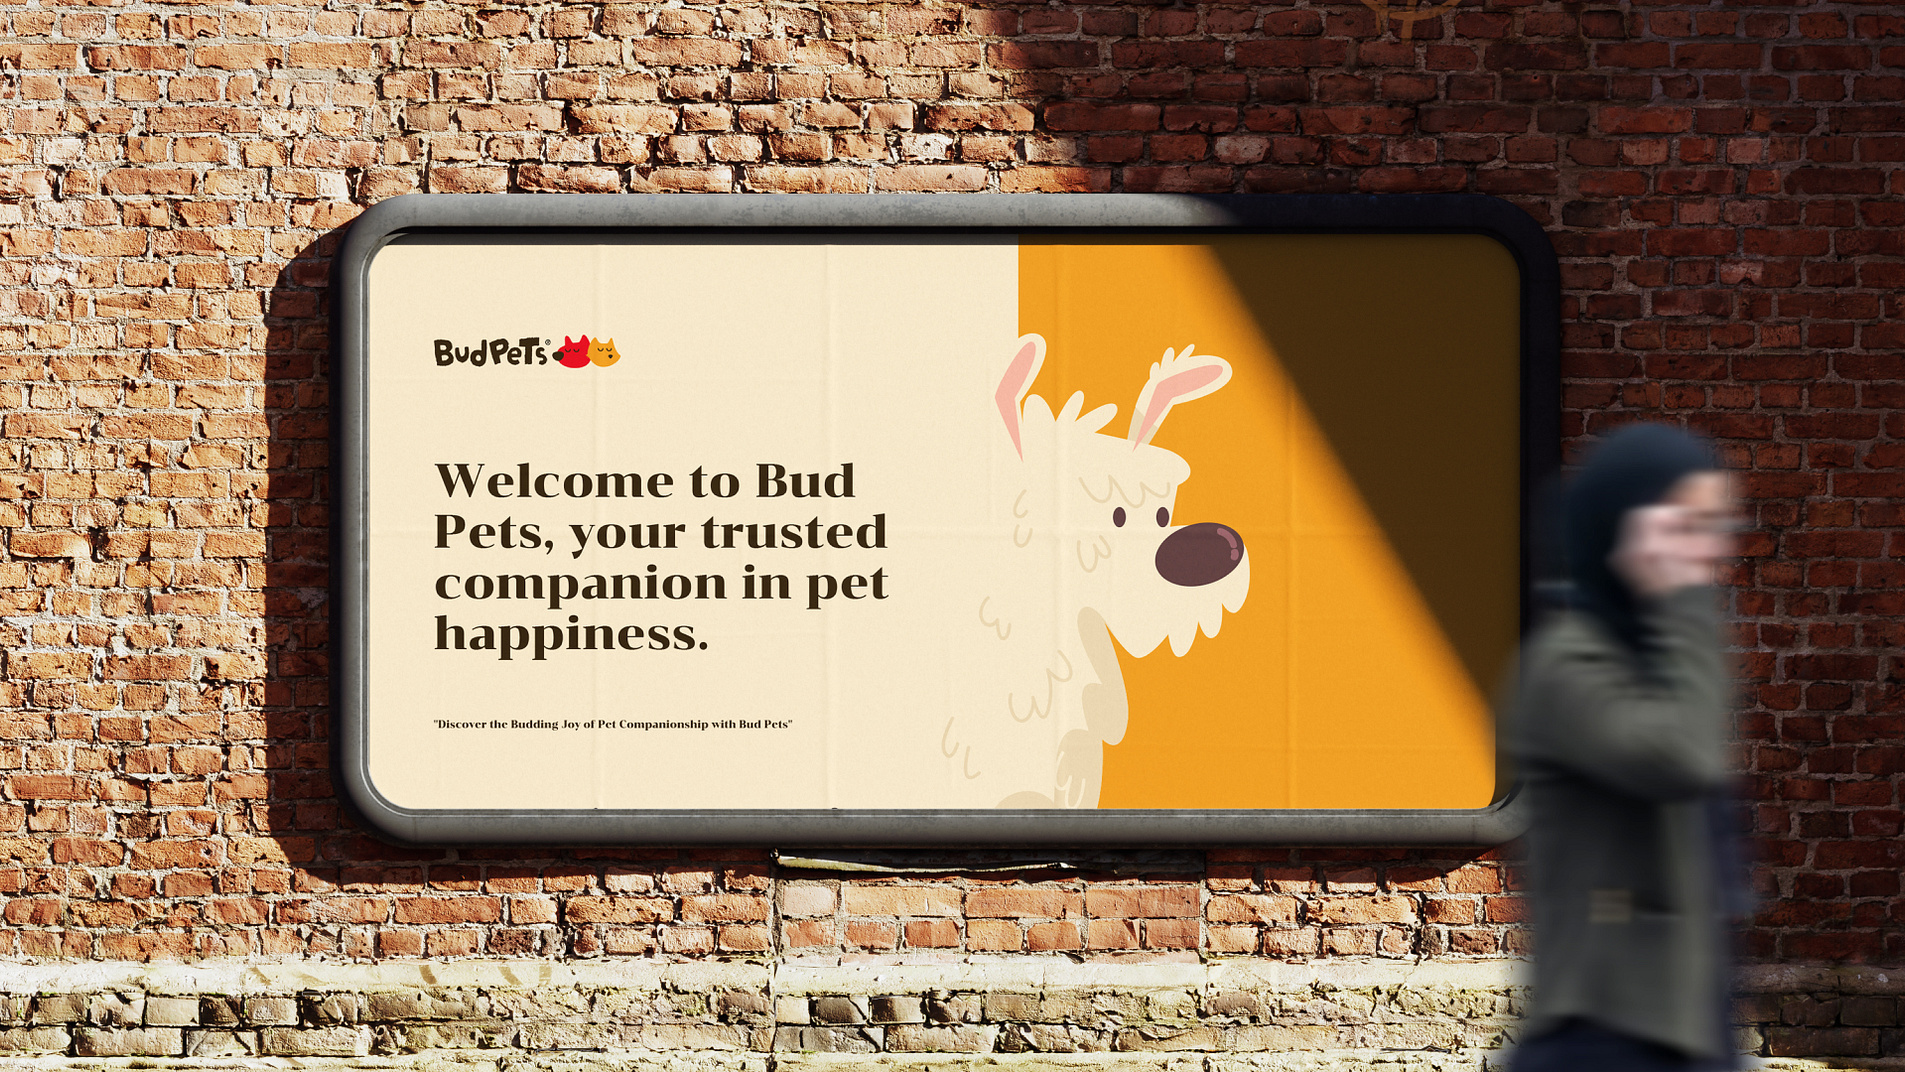 BudPeTs®
Welcome to Bud
Pets, your trusted
companion in pet
happiness.
"Discover the Budding Joy of Pet Companionship with Bud Pets"